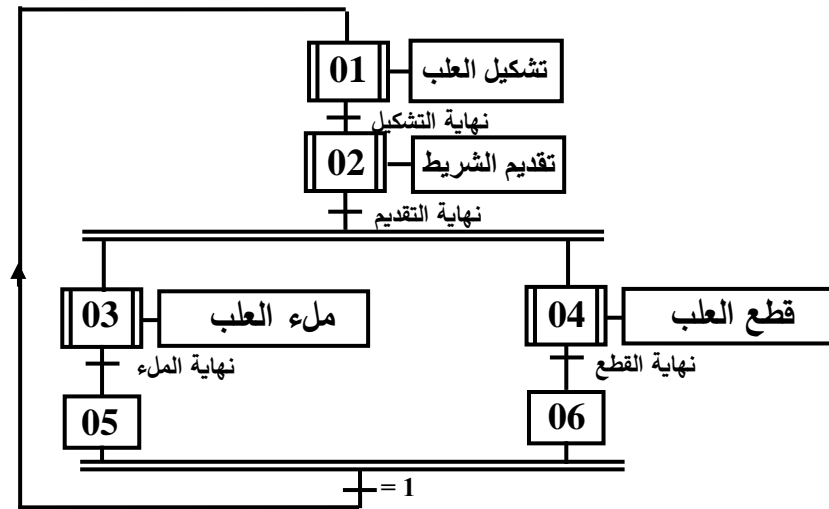 01
تشكيل العلب
نهاية التشكيل
02
تقديم الشريط
نهاية التقديم
03
ملء العلب
04
قطع العلب
نهاية الملء
نهاية القطع
05
06
= 1